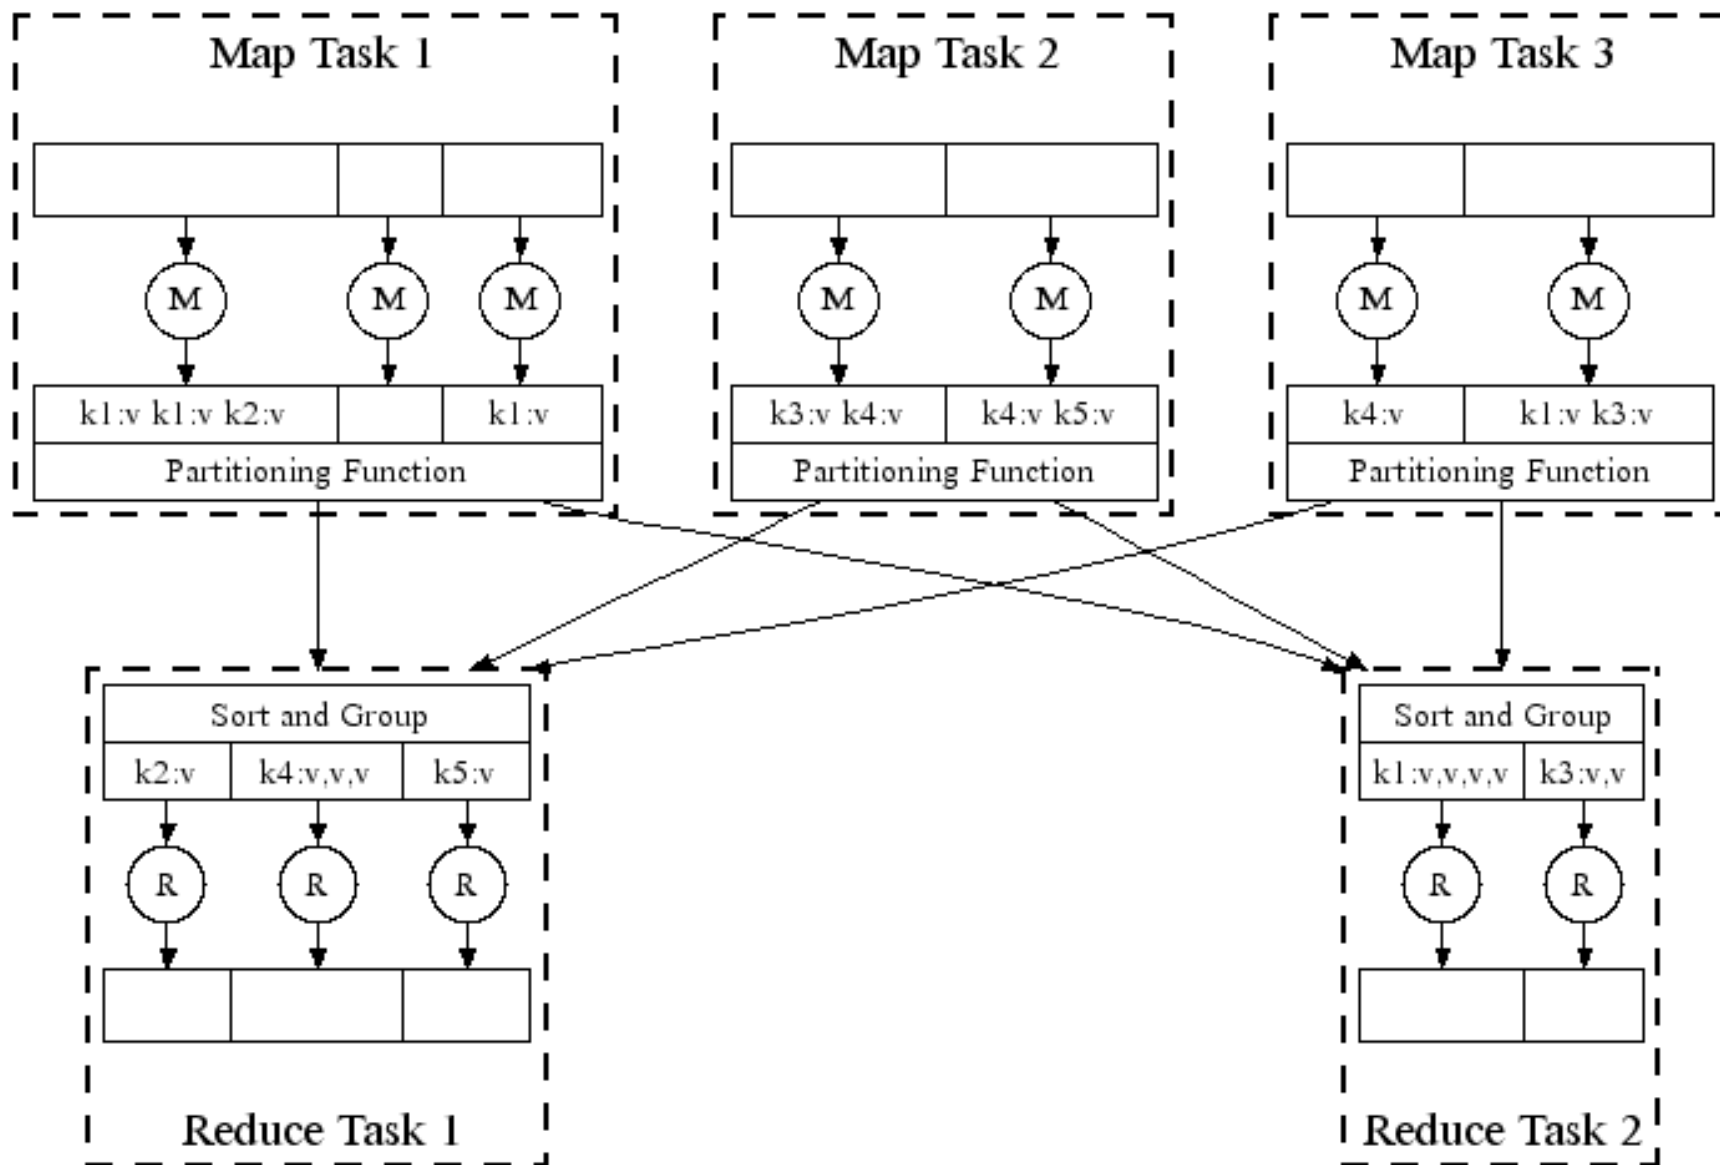 Map Task 1
Map Task 2
Map Task 3
M
M
M
M
M
M
M
k1:v k1:v k2:v
k1:v
k3:v k4:v
k4:v k5:v
k4:v
k1:v k3:v
Partitioning Function
Partitioning Function
Partitioning Function
Sort and Group
Sort and Group
k2:v
k4:v,v,v
k5:v
k1:v,v,v,v
k3:v,v
R
R
R
R
R
Reduce Task 1
Reduce Task 2